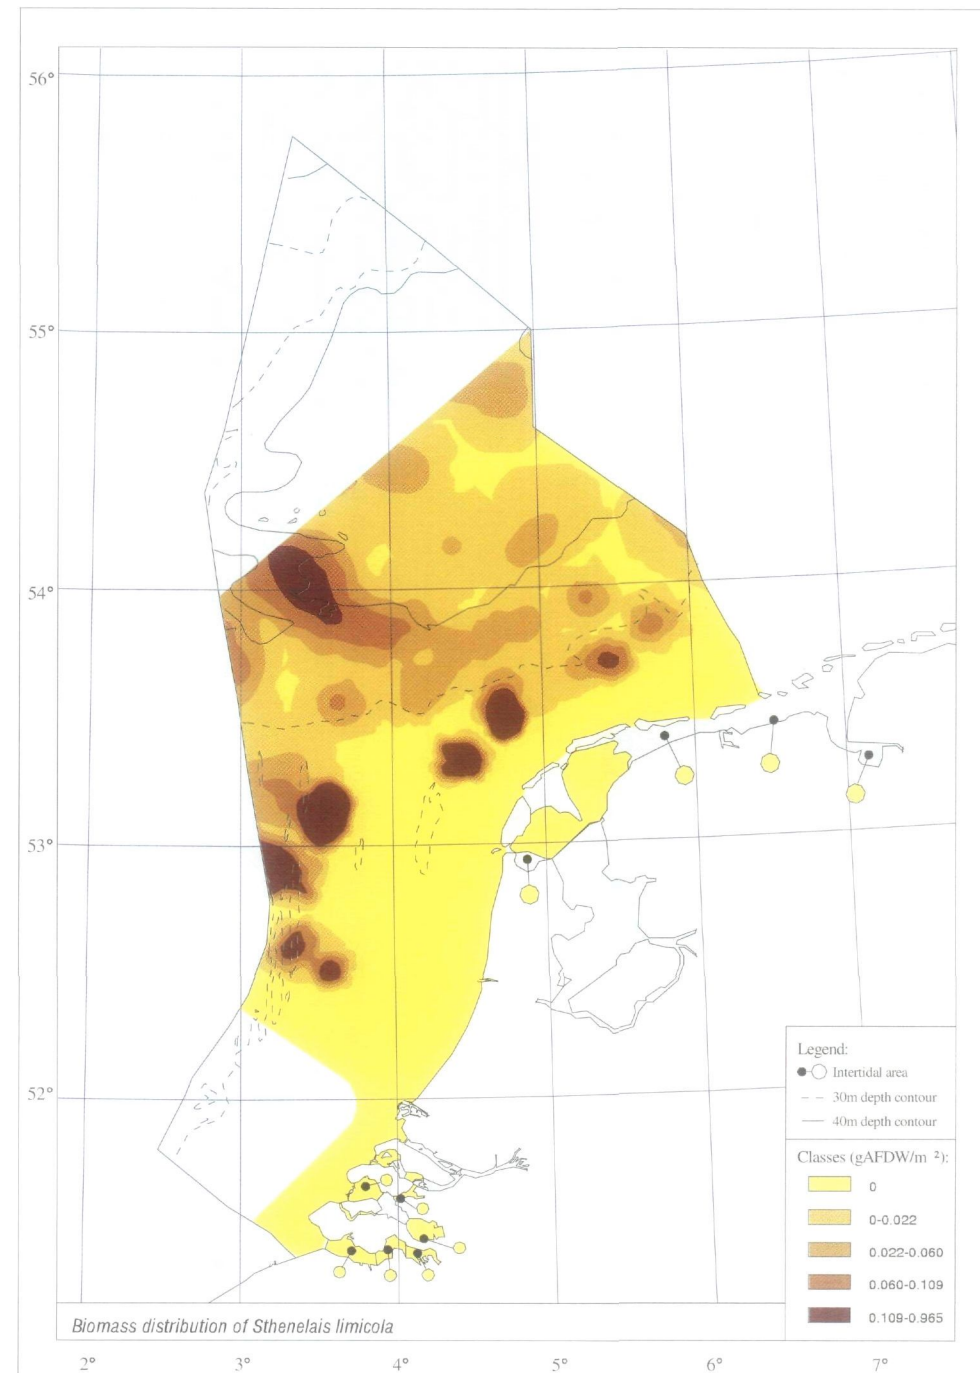 56°
55°
54°
53°
52°
Legend:
Intertidal area
30m depth contour
40m depth contour
Classes (gAFDW/m ²):
0
0-0.022
0.022-0.060
0.060-0.109
0.109-0.965
Biomass distribution of Sthenelais limicola
2° 3° 4° 5° 6° 7°